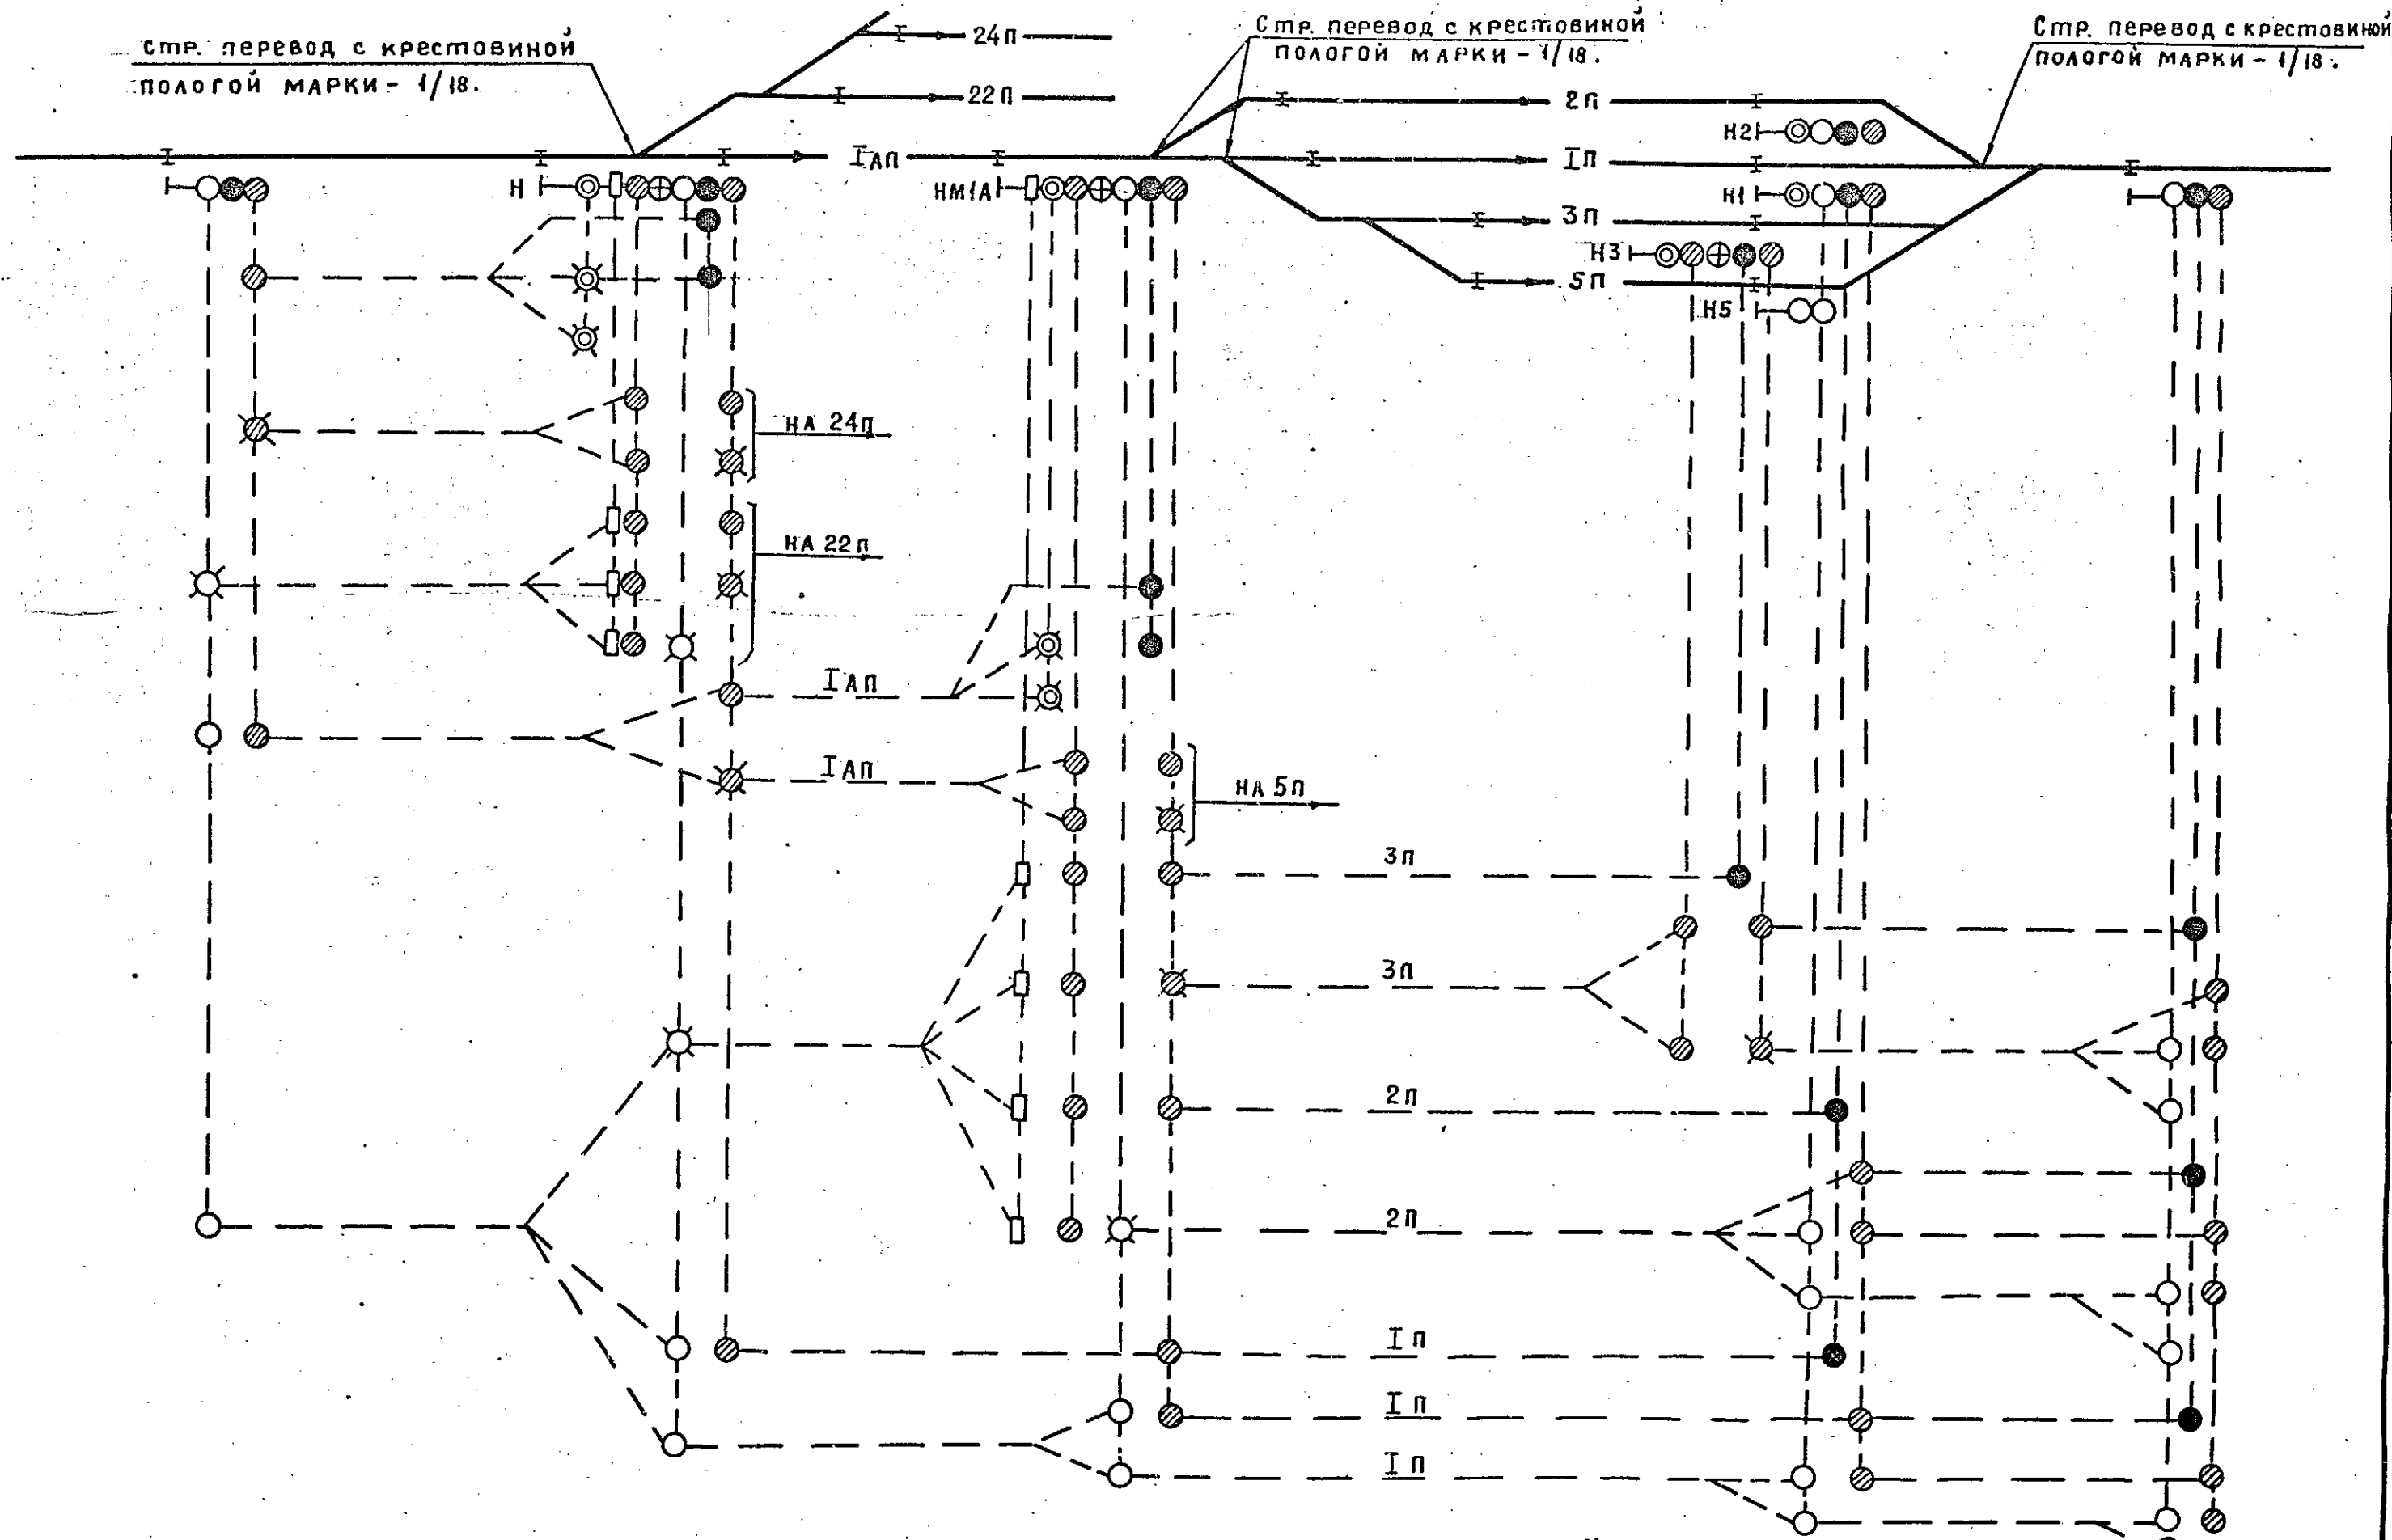 Стр. перевод с крестовиной
пологой марки - 1/18.
24п
22п
Стр. перевод с крестовиной
пологой марки - 1/18.
Стр. перевод с крестовиной
пологой марки - 1/18.
2п
Н2
Iап
Iп
Н
НМ1А
Н1
3п
Н3
5п
Н5
на 24п
на 22п
Iап
Iап
на 5п
3п
3п
2п
2п
Iп
Iп
Iп